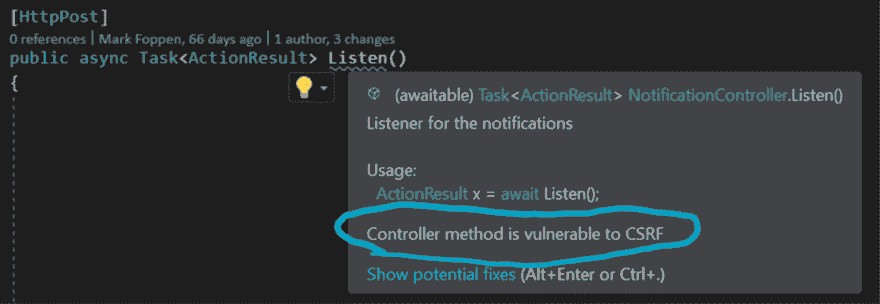 [HttpPost]
0 references | Mark Foppen, 66 days ago | 1 author, 3 changes
public async Task<ActionResult> Listen()
{
(awaitable) Task<ActionResult> NotificationController.Listen()
Listener for the notifications
Usage:
ActionResult x = await Listen();
Controller method is vulnerable to CSRF
Show potential fixes (Alt+Enter or Ctrl+.)